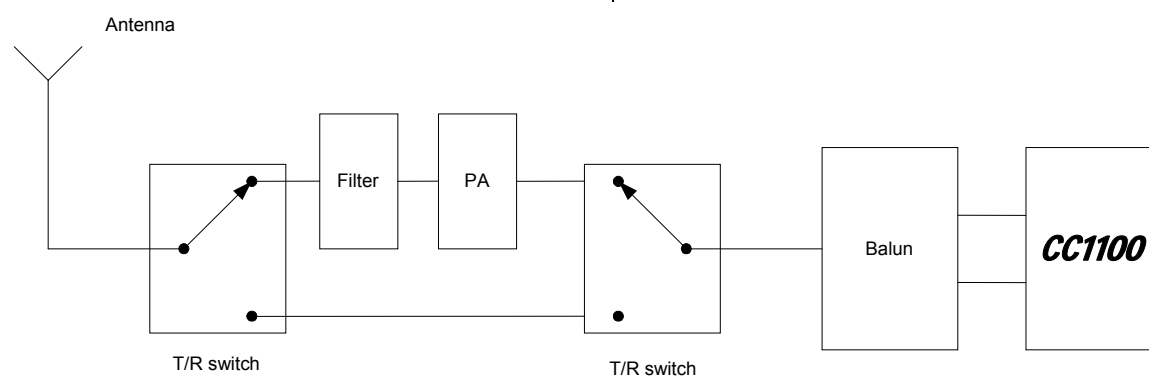 Antenna
Filter
PA
Balun
CC1100
T/R switch
T/R switch